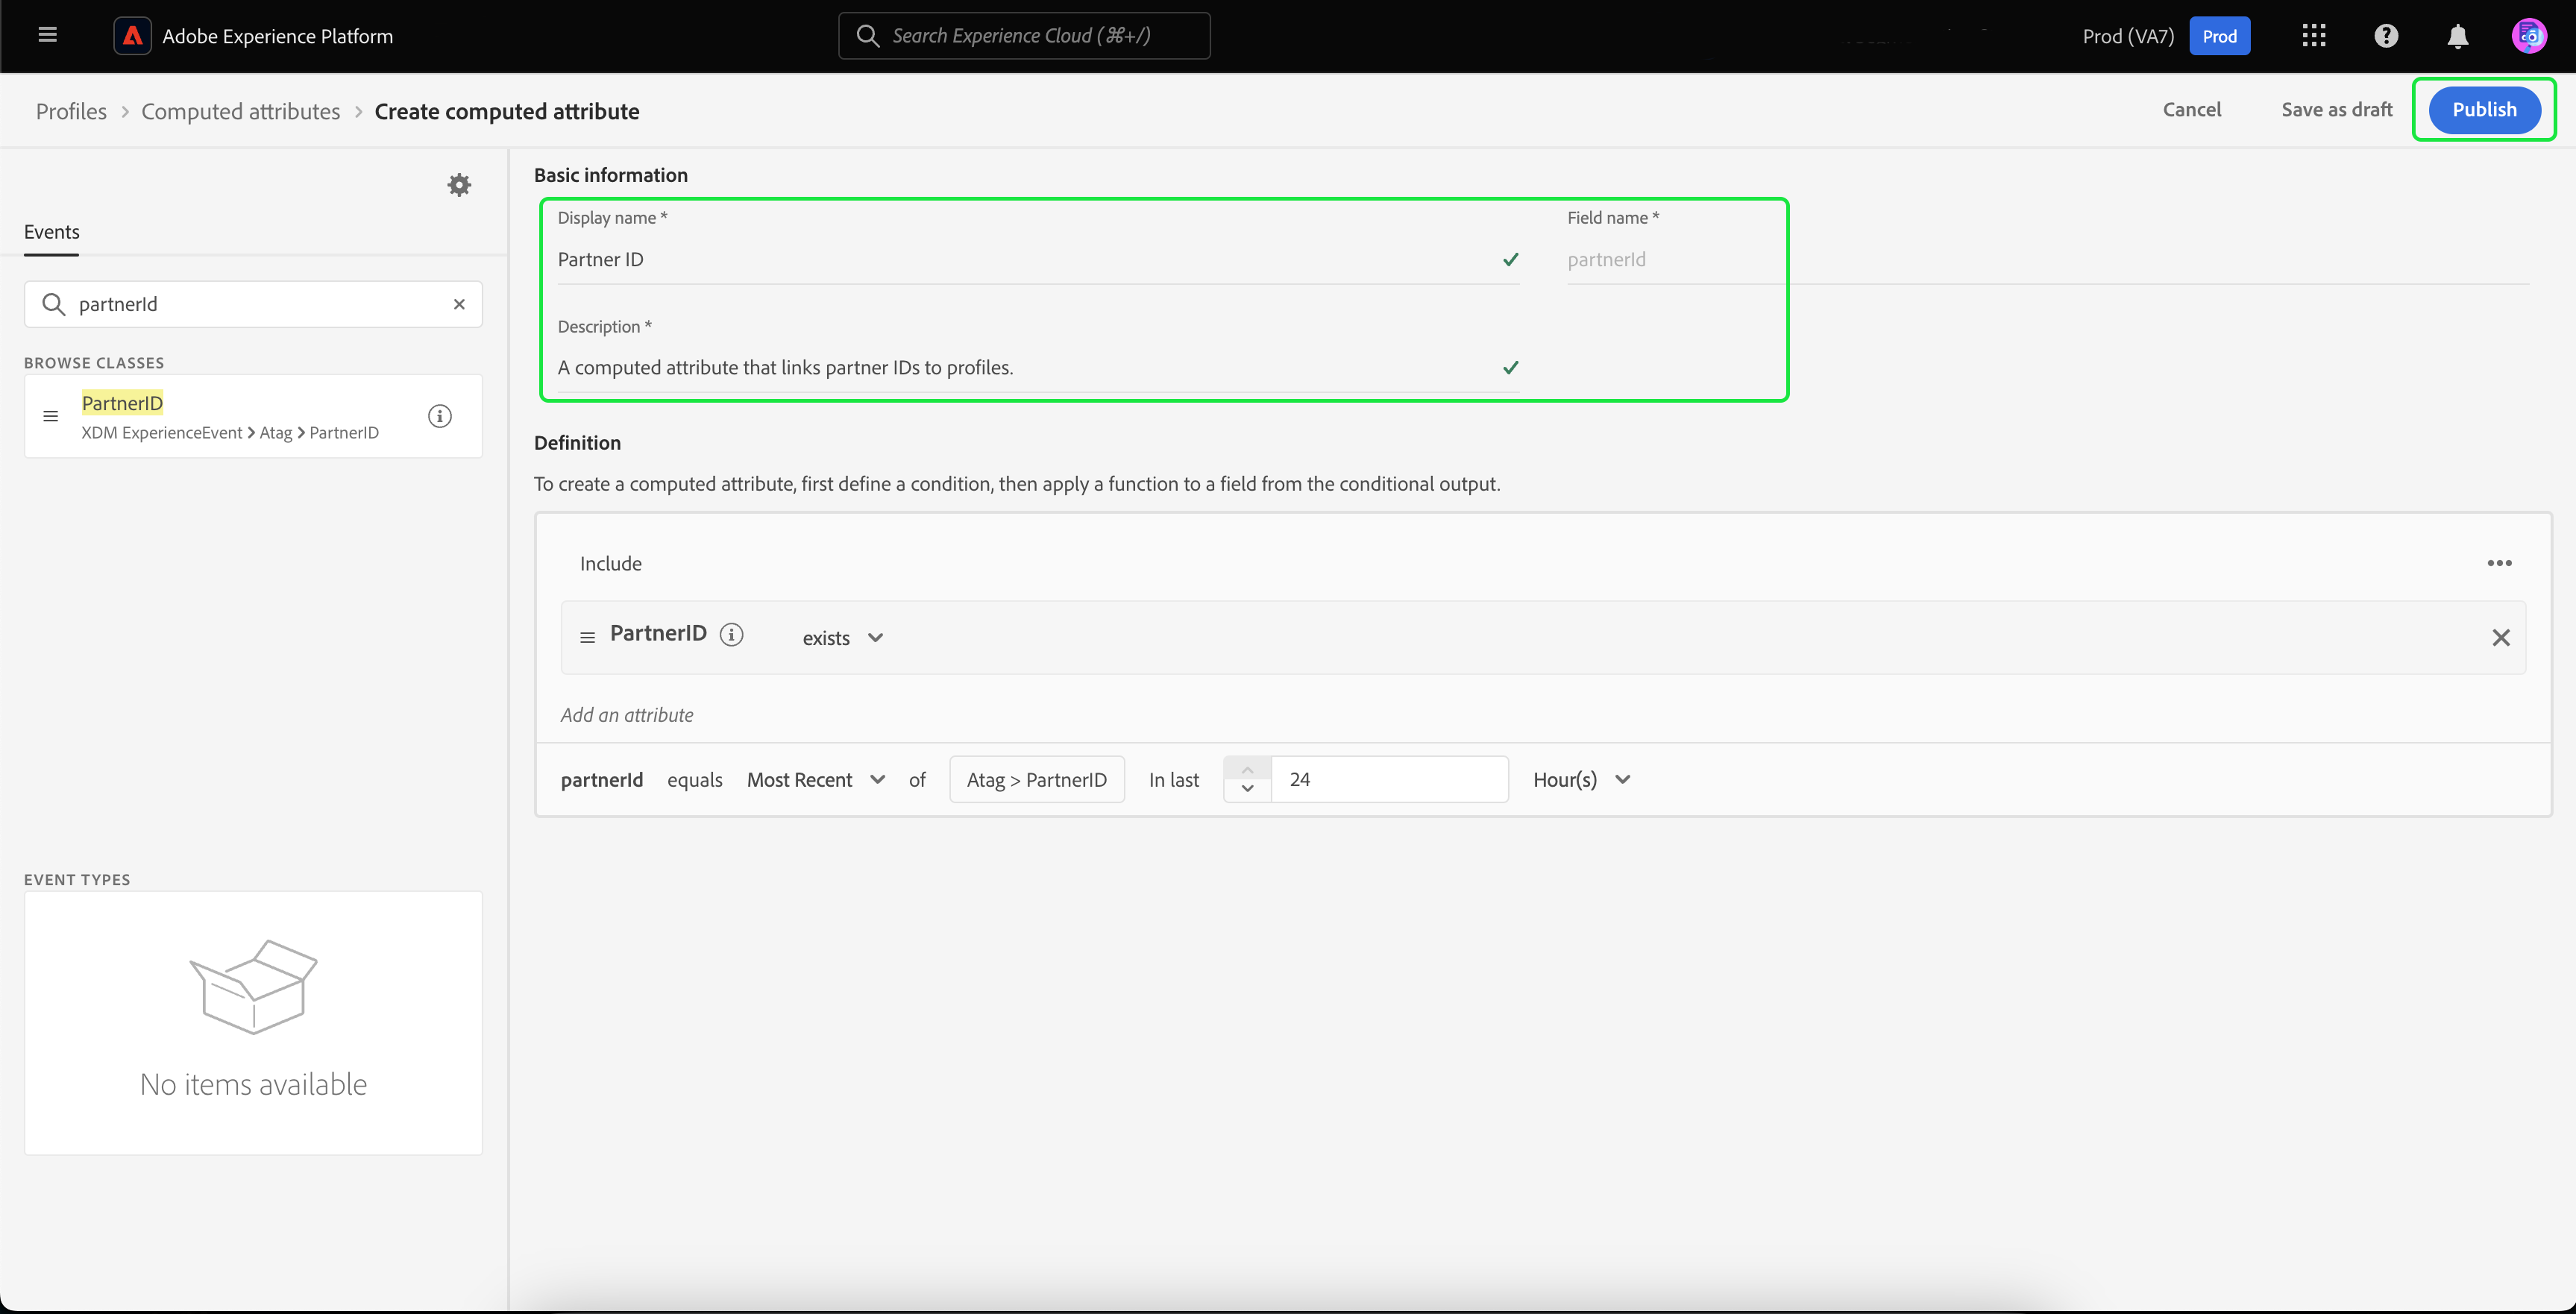 Adobe Experience Platform
Search Experience Cloud (⌘+/)
Prod (VA7)
Prod
Profiles > Computed attributes > Create computed attribute
Cancel
Save as draft
Publish
Events
partnerId
BROWSE CLASSES
PartnerID
XDM ExperienceEvent > Atag > PartnerID
EVENT TYPES
No items available
Basic information
Display name *
Partner ID
Field name *
partnerId
Description *
A computed attribute that links partner IDs to profiles.
Definition
To create a computed attribute, first define a condition, then apply a function to a field from the conditional output.
Include
PartnerID exists
Add an attribute
partnerId equals Most Recent of Atag > PartnerID In last 24 Hour(s)